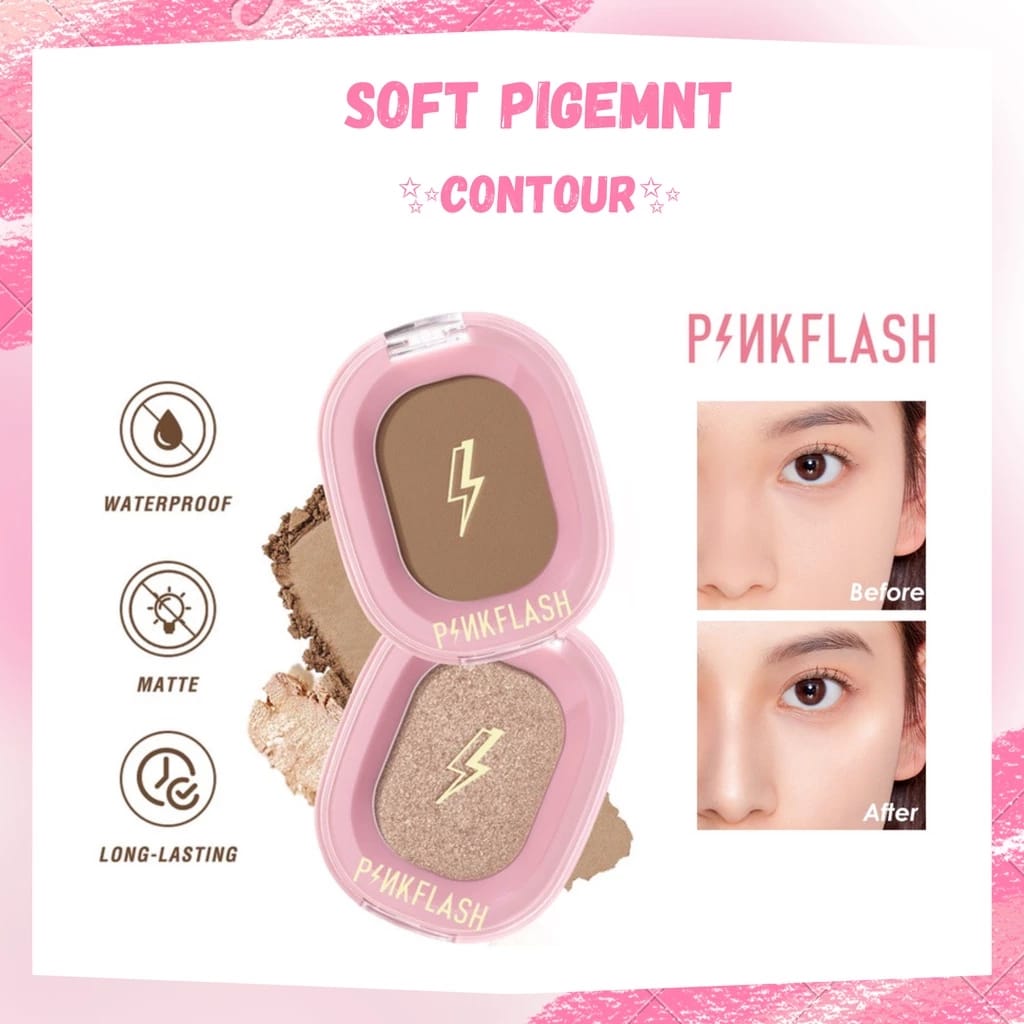 SOFT PIGEMNT
CONTOUR
PINKFLASH
WATERPROOF
MATTE
LONG-LASTING
PINKFLASH
PINKFLASH
Before
After